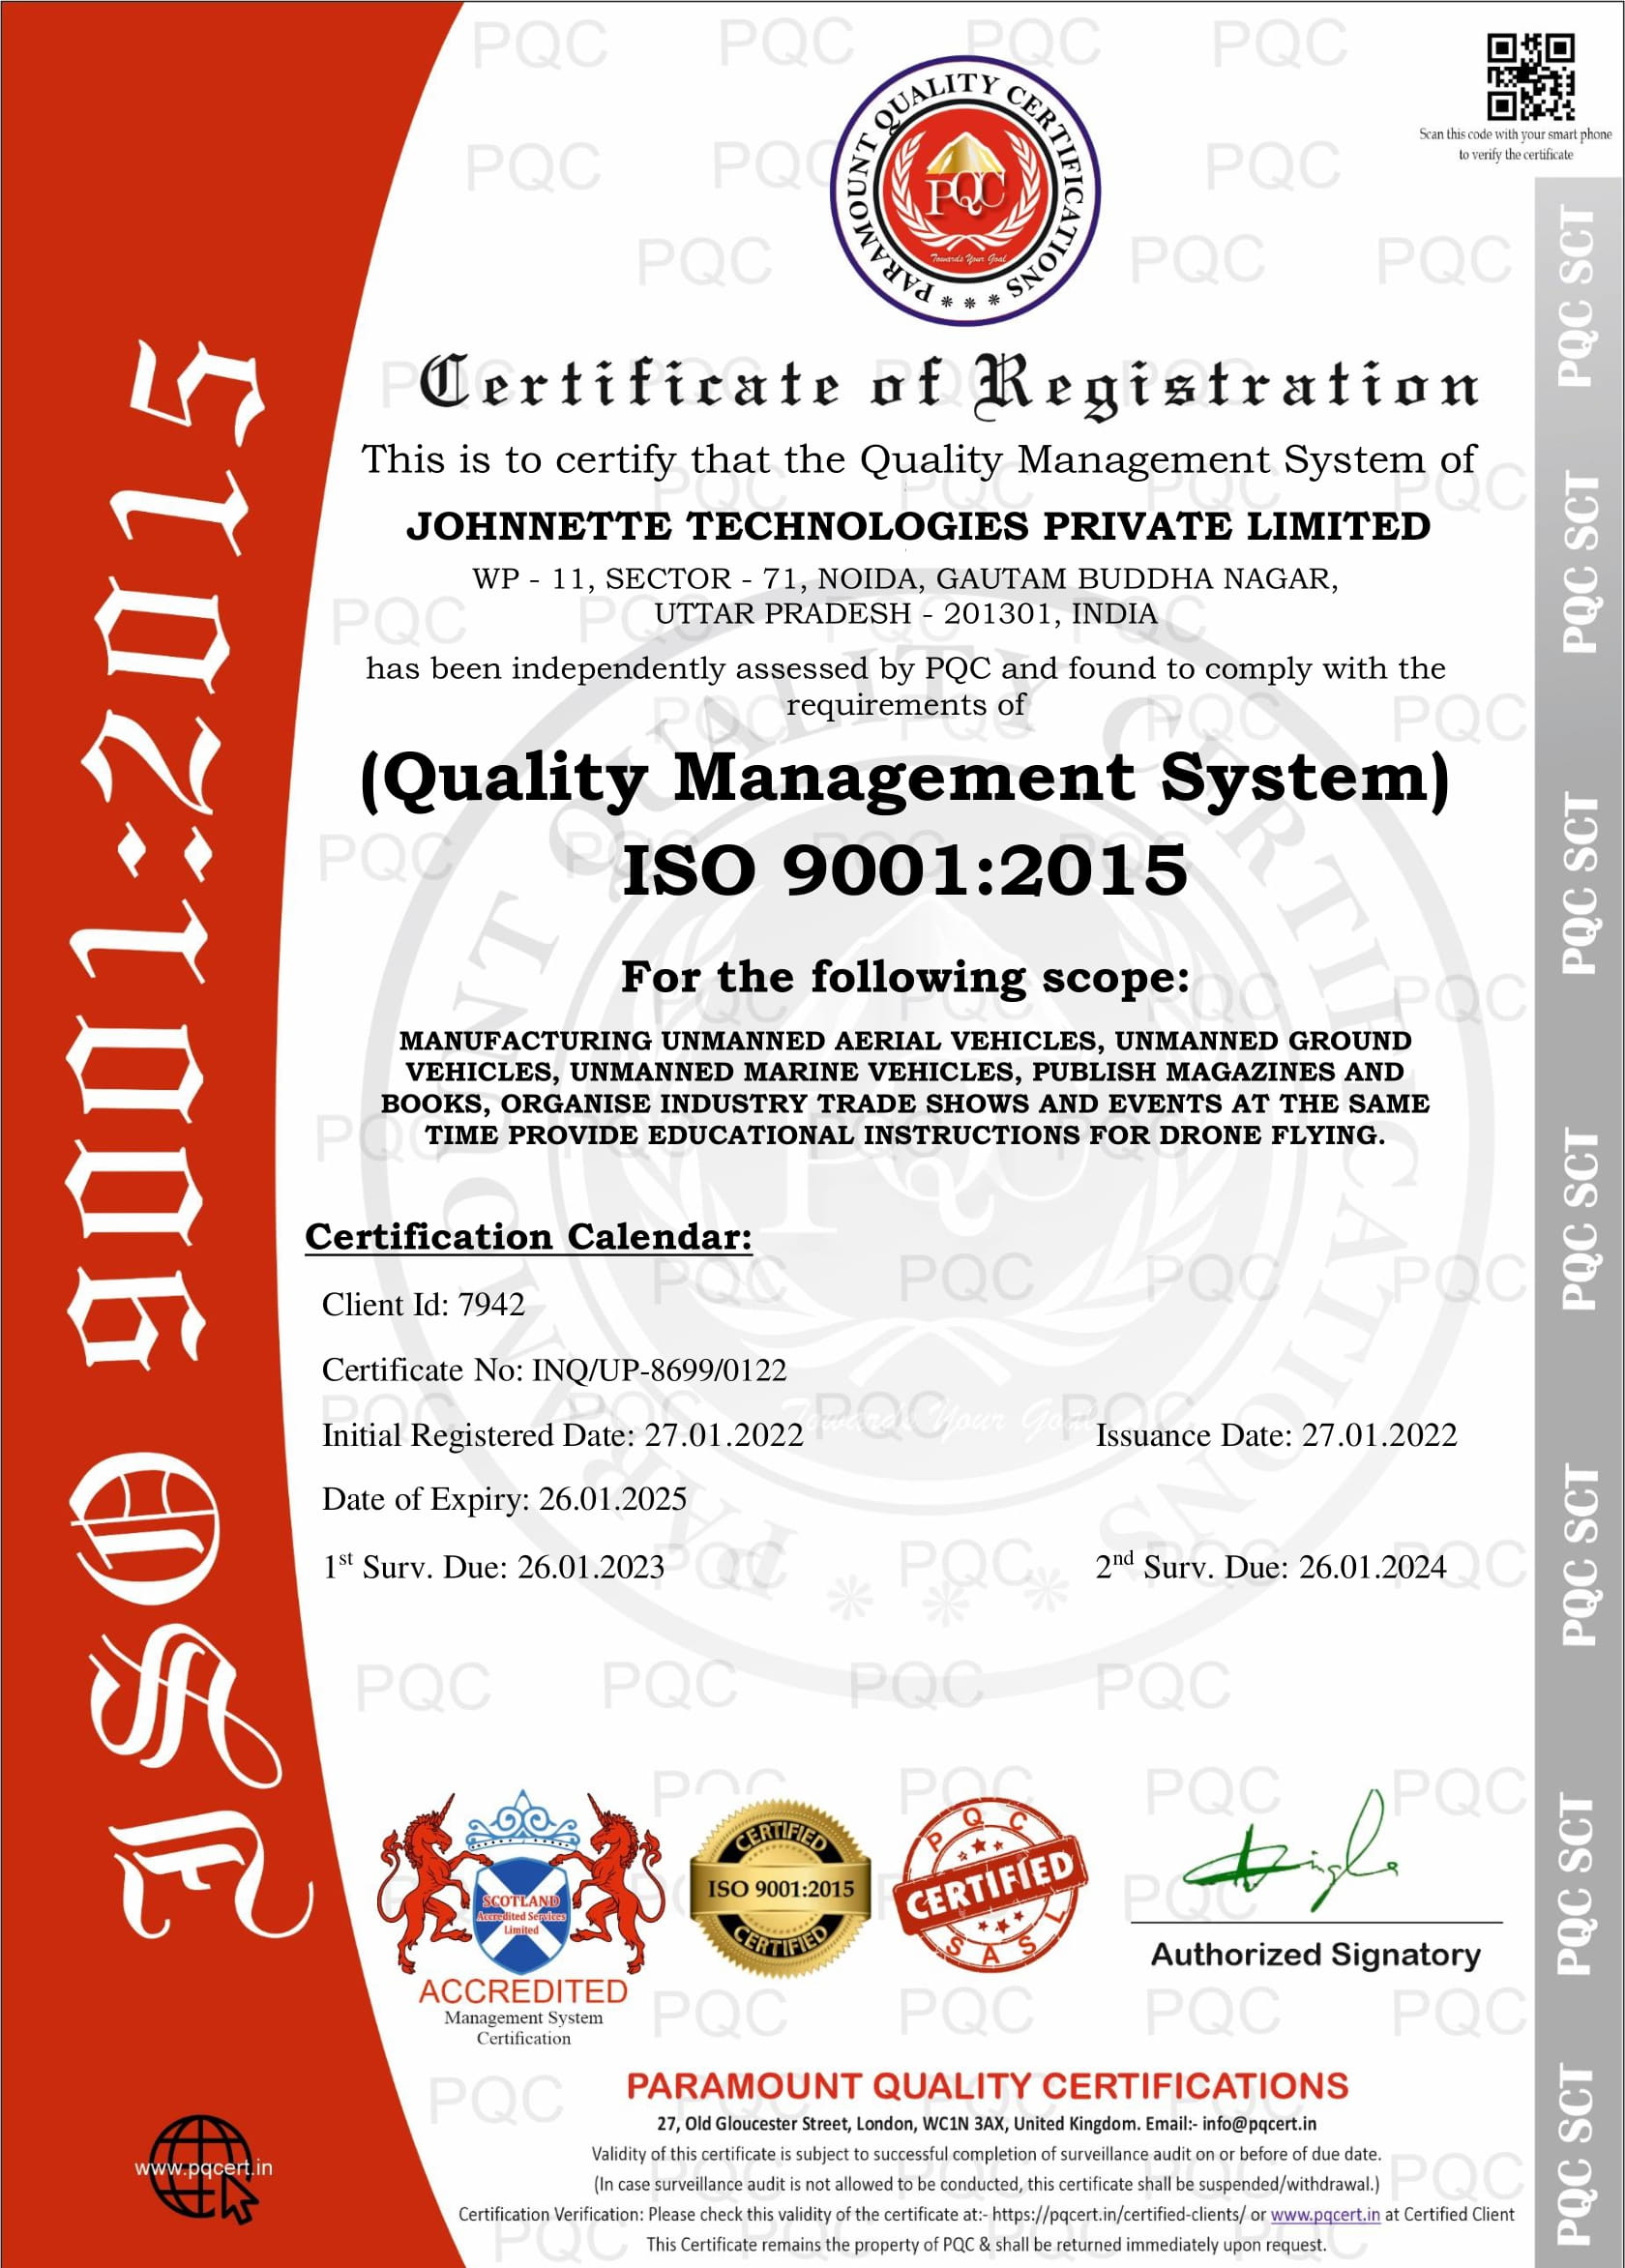 Scan this code with your smart phone
to verify the certificate
PARAMOUNT QUALITY CERTIFICATIONS
PQC
Towards Your Goal
Certificate of Registration
This is to certify that the Quality Management System of
JOHNNETTE TECHNOLOGIES PRIVATE LIMITED
WP - 11, SECTOR - 71, NOIDA, GAUTAM BUDDHA NAGAR,
UTTAR PRADESH - 201301, INDIA
has been independently assessed by PQC and found to comply with the
requirements of
(Quality Management System)
ISO 9001:2015
For the following scope:
MANUFACTURING UNMANNED AERIAL VEHICLES, UNMANNED GROUND
VEHICLES, UNMANNED MARINE VEHICLES, PUBLISH MAGAZINES AND
BOOKS, ORGANISE INDUSTRY TRADE SHOWS AND EVENTS AT THE SAME
TIME PROVIDE EDUCATIONAL INSTRUCTIONS FOR DRONE FLYING.
Certification Calendar:
Client Id: 7942
Certificate No: INQ/UP-8699/0122
Initial Registered Date: 27.01.2022 Issuance Date: 27.01.2022
Date of Expiry: 26.01.2025
1st Surv. Due: 26.01.2023 2nd Surv. Due: 26.01.2024
ISO 9001:2015
PQC SCT
PQC SCT
PQC SCT
PQC SCT
PQC SCT
PQC SCT
PQC SCT
SCOTLAND
Accredited Services
Limited
ACCREDITED
Management System
Certification
CERTIFIED
ISO 9001:2015
CERTIFIED
PQC
CERTIFIED
SASL
Authorized Signatory
PARAMOUNT QUALITY CERTIFICATIONS
27, Old Gloucester Street, London, WC1N 3AX, United Kingdom. Email:- info@pqcert.in
Validity of this certificate is subject to successful completion of surveillance audit on or before of due date.
(In case surveillance audit is not allowed to be conducted, this certificate shall be suspended/withdrawal.)
Certification Verification: Please check this validity of the certificate at:- https://pqcert.in/certified-clients/ or www.pqcert.in at Certified Client
This Certificate remains the property of PQC & shall be returned immediately upon request.
www.pqcert.in